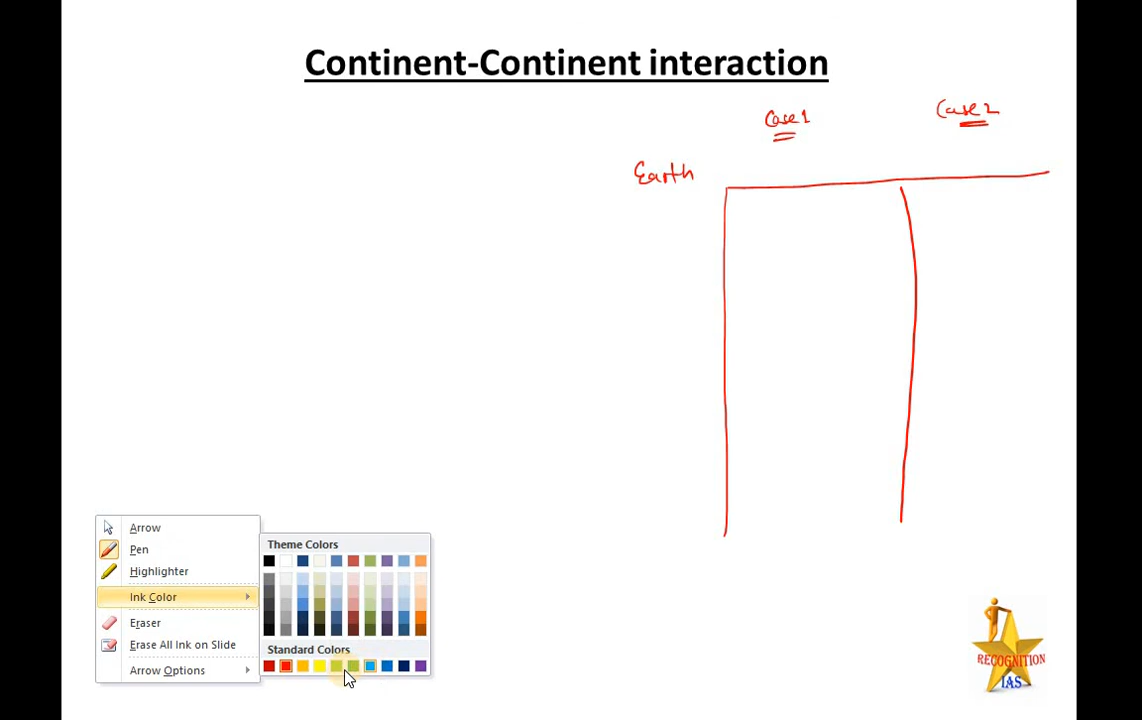 Continent-Continent interaction
Case 1
Case 2
Earth
Arrow
Pen
Highlighter
Ink Color
Eraser
Erase All Ink on Slide
Arrow Options
Theme Colors
Standard Colors
RECOGNITION
IAS